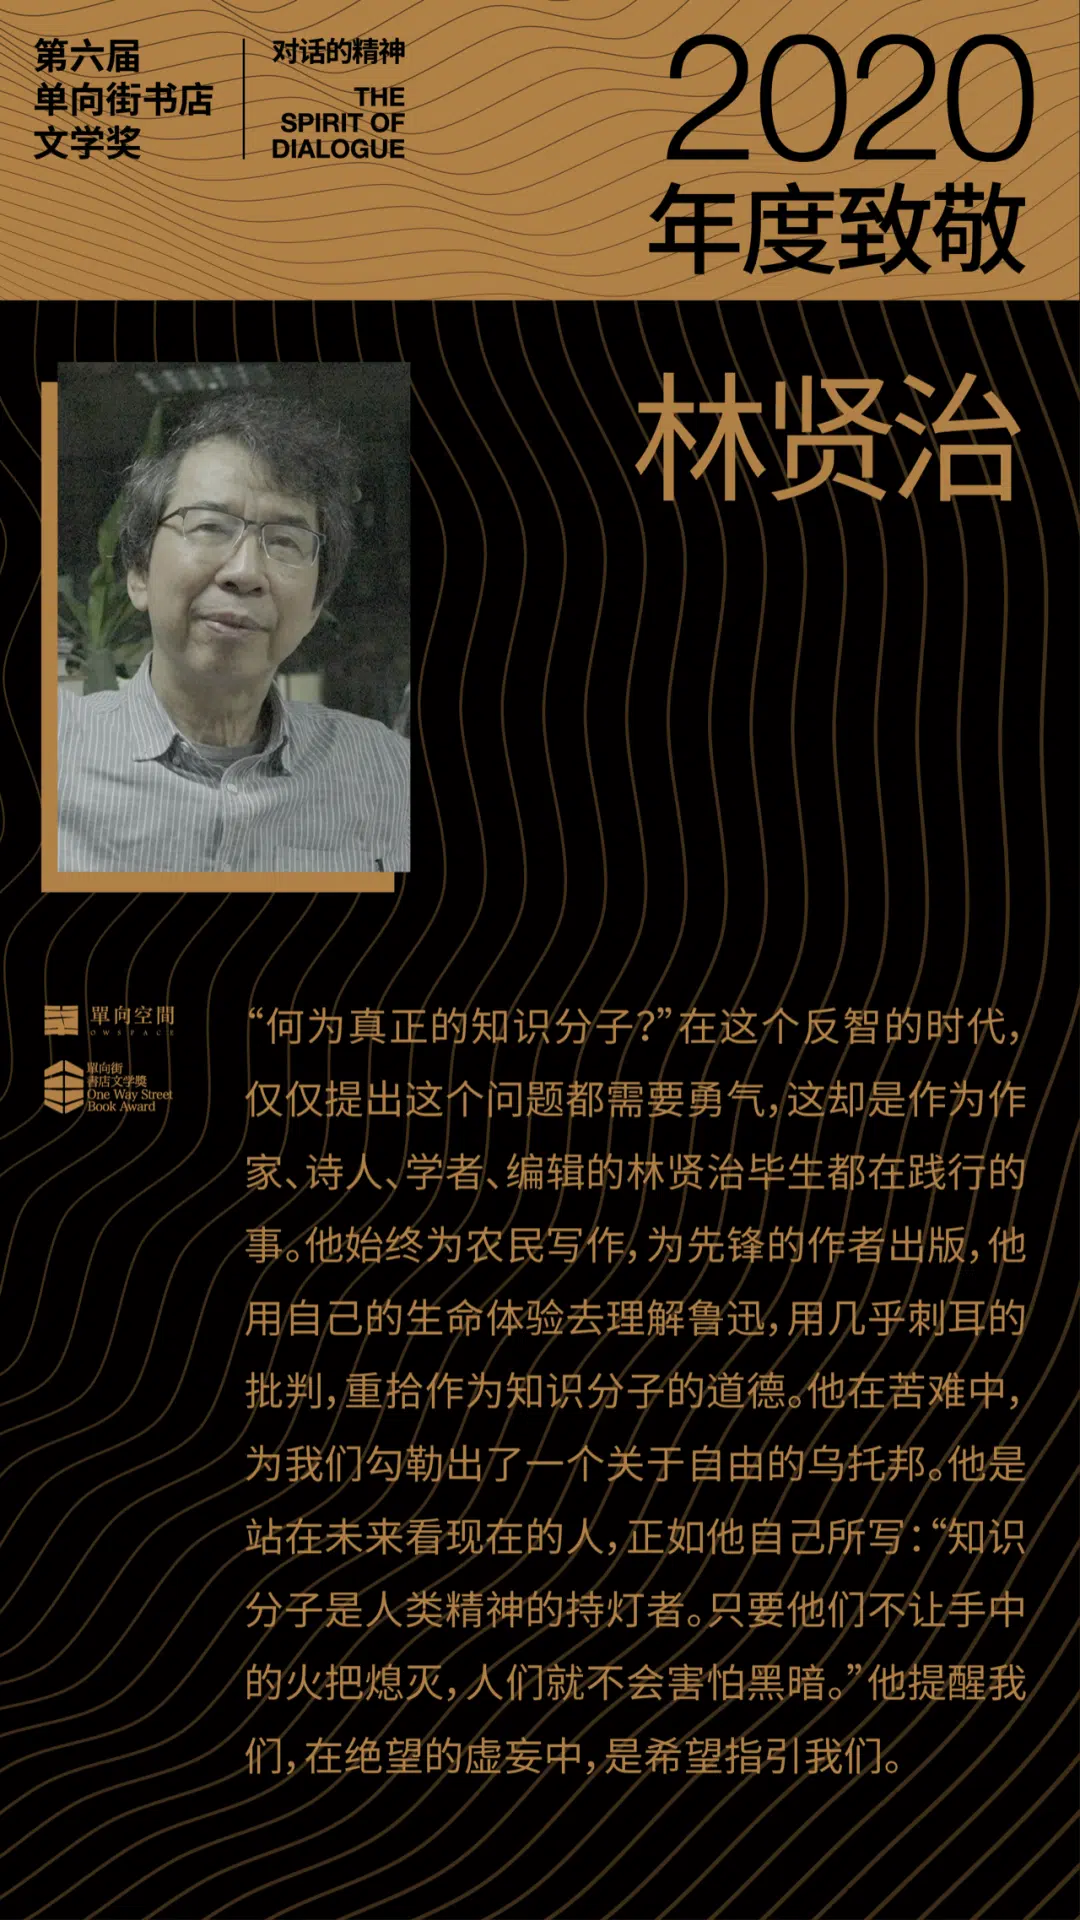 第六届
单向街书店
文学奖
对话的精神
THE
SPIRIT OF
DIALOGUE
2020
年度致敬
林贤治
單向空間
OWSPACE
單向街
書店文学獎
One Way Street
Book Award
“何为真正的知识分子？”在这个反智的时代，
仅仅提出这个问题都需要勇气，这却是作为作
家、诗人、学者、编辑的林贤治毕生都在践行的
事。他始终为农民写作，为先锋的作者出版，他
用自己的生命体验去理解鲁迅，用几乎刺耳的
批判，重拾作为知识分子的道德。他在苦难中，
为我们勾勒出了一个关于自由的乌托邦。他是
站在未来看现在的人，正如他自己所写：“知识
分子是人类精神的持灯者。只要他们不让手中
的火把熄灭，人们就不会害怕黑暗。”他提醒我
们，在绝望的虚妄中，是希望指引我们。